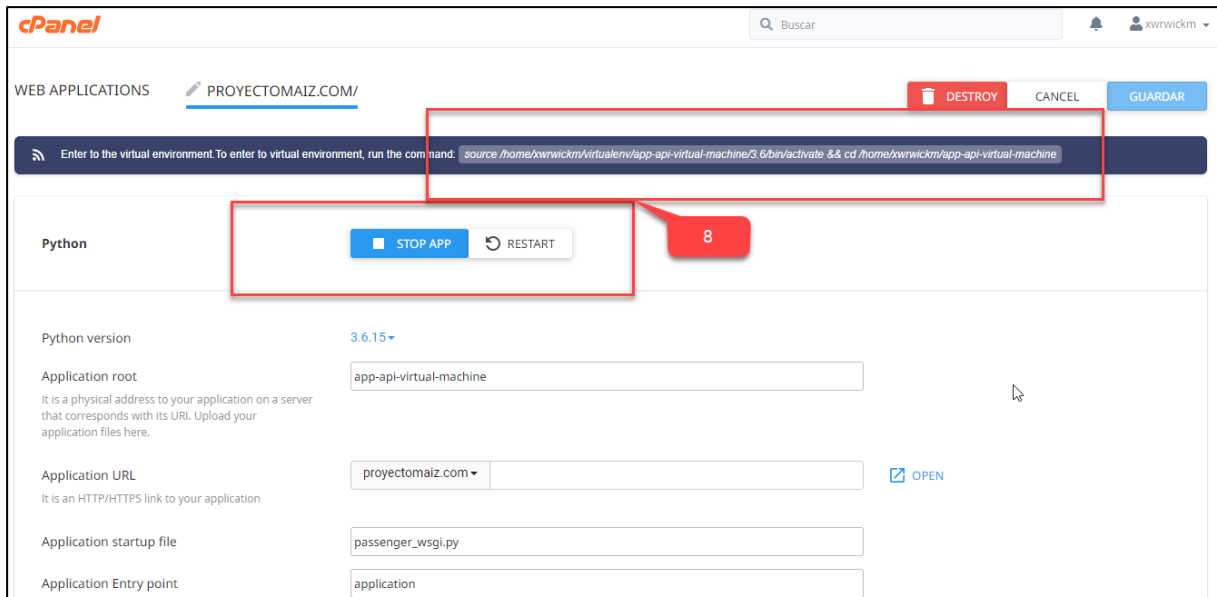 cPanel
Buscar
xwrwickm
WEB APPLICATIONS
PROYECTOMAIZ.COM/
DESTROY
CANCEL
GUARDAR
Enter to the virtual environment.To enter to virtual environment, run the command: source /home/xwrwickm/virtualenv/app-api-virtual-machine/3.6/bin/activate && cd /home/xwrwickm/app-api-virtual-machine
8
Python
STOP APP
RESTART
Python version
3.6.15
Application root
app-api-virtual-machine
It is a physical address to your application on a server
that corresponds with its URI. Upload your
application files here.
Application URL
proyectomaiz.com
OPEN
It is an HTTP/HTTPS link to your application
Application startup file
passenger_wsgi.py
Application Entry point
application